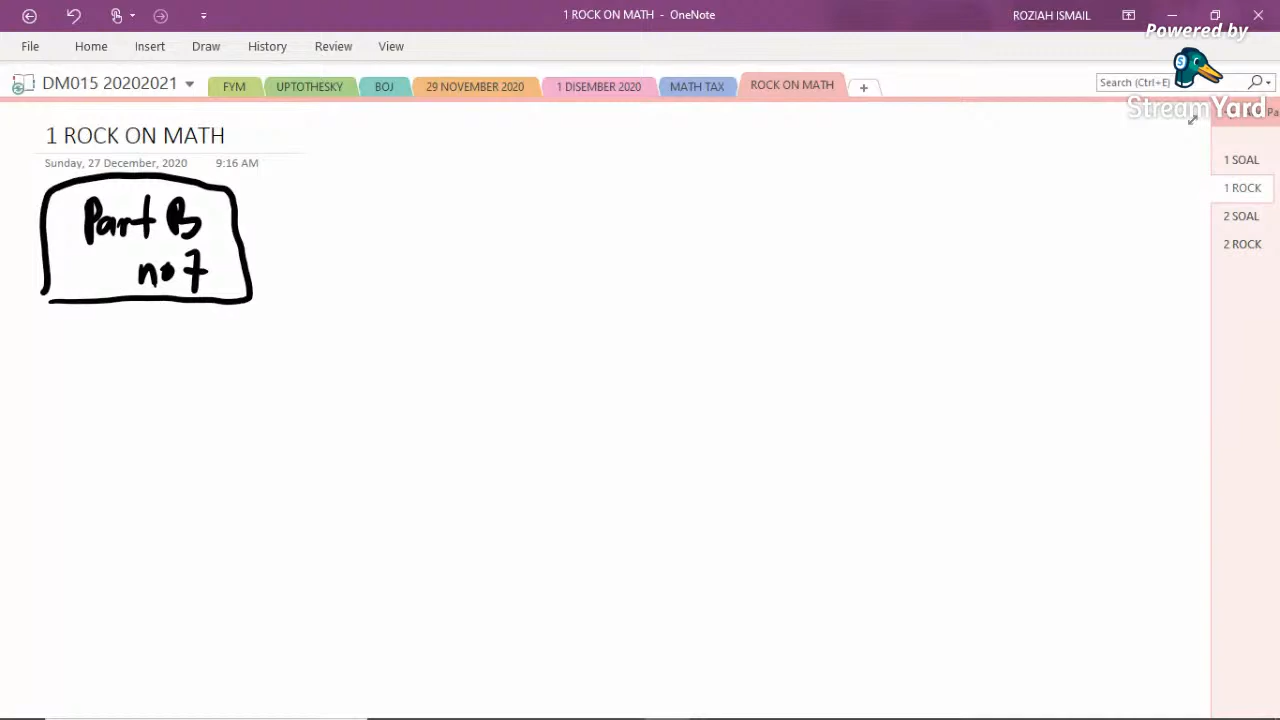 1 ROCK ON MATH - OneNote
ROZIAH ISMAIL
Powered by
File Home Insert Draw History Review View
DM015 20202021 FYM UPTOTHESKY BOJ 29 NOVEMBER 2020 1 DISEMBER 2020 MATH TAX ROCK ON MATH +
Search (Ctrl+E)
StreamYard
Pa
1 ROCK ON MATH
Sunday, 27 December, 2020 9:16 AM
Part B
no 7
1 SOAL
1 ROCK
2 SOAL
2 ROCK